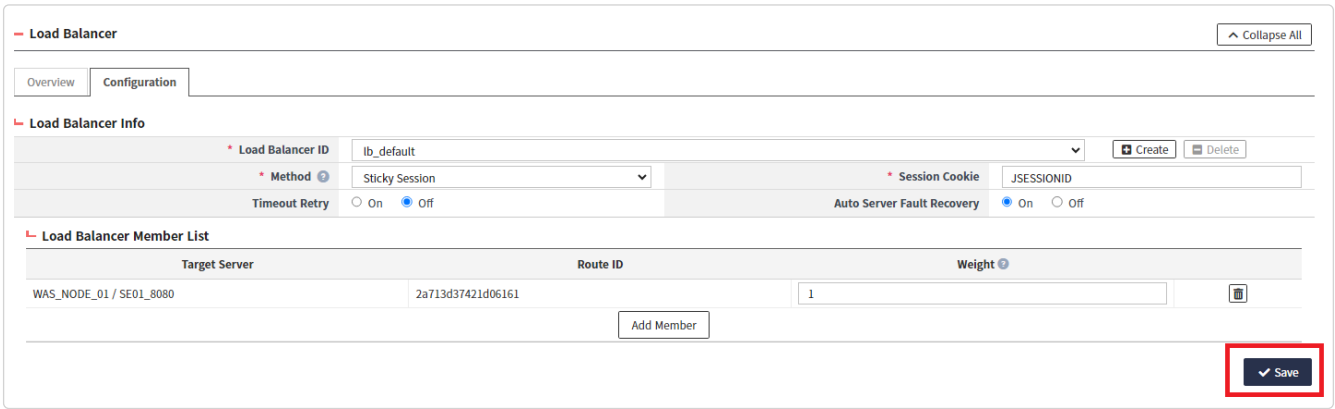 Load Balancer
Collapse All
Overview Configuration
Load Balancer Info
* Load Balancer ID lb_default Create Delete
* Method ? Sticky Session * Session Cookie JSESSIONID
Timeout Retry On Off Auto Server Fault Recovery On Off
Load Balancer Member List
Target Server Route ID Weight ?
WAS_NODE_01 / SE01_8080 2a713d37421d06161 1
Add Member
Save